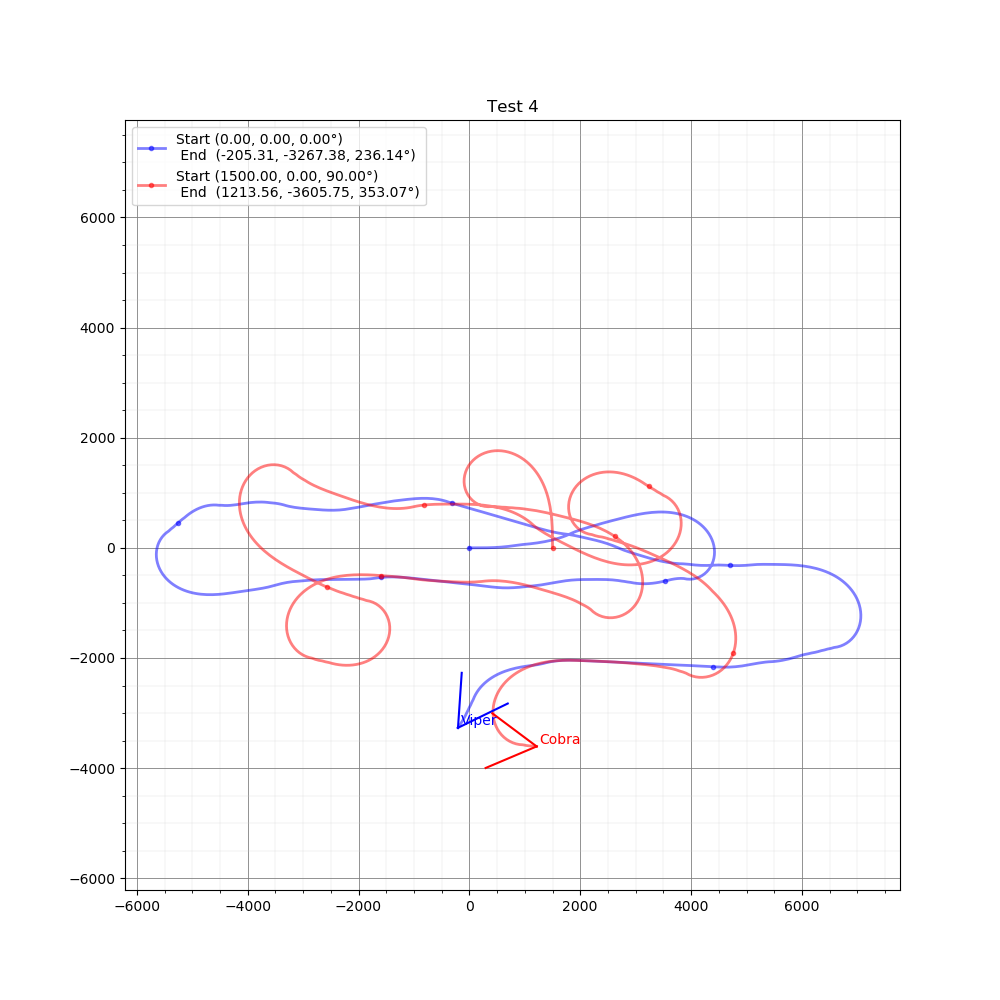 Test 4
Start (0.00, 0.00, 0.00°)
End (-205.31, -3267.38, 236.14°)
Start (1500.00, 0.00, 90.00°)
End (1213.56, -3605.75, 353.07°)
6000
4000
2000
0
−2000
−4000
−6000
Viper
Cobra
−6000 −4000 −2000 0 2000 4000 6000